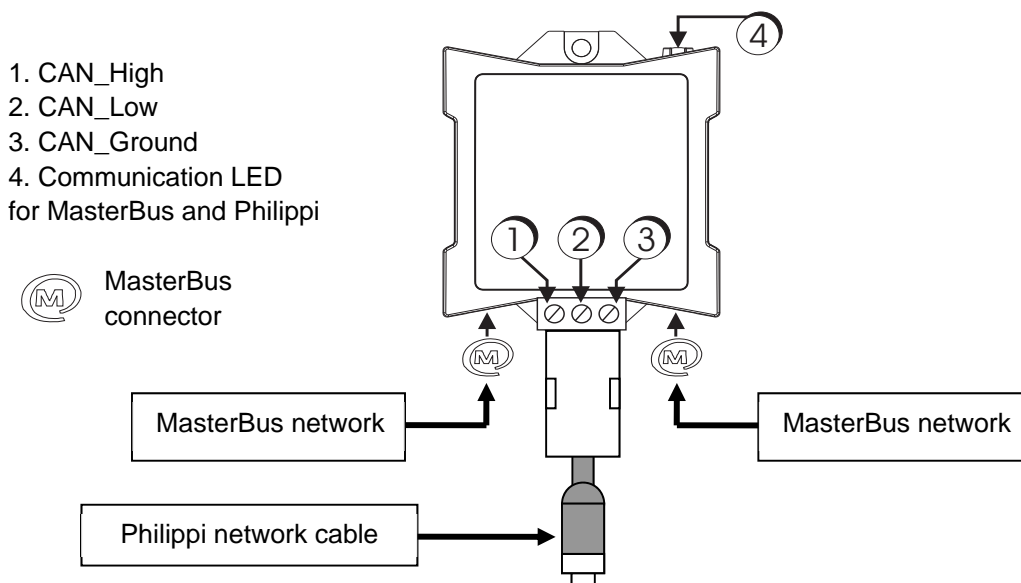 4
1. CAN_High
2. CAN_Low
3. CAN_Ground
4. Communication LED
for MasterBus and Philippi
1 2 3
M MasterBus
connector
M M
MasterBus network MasterBus network
Philippi network cable